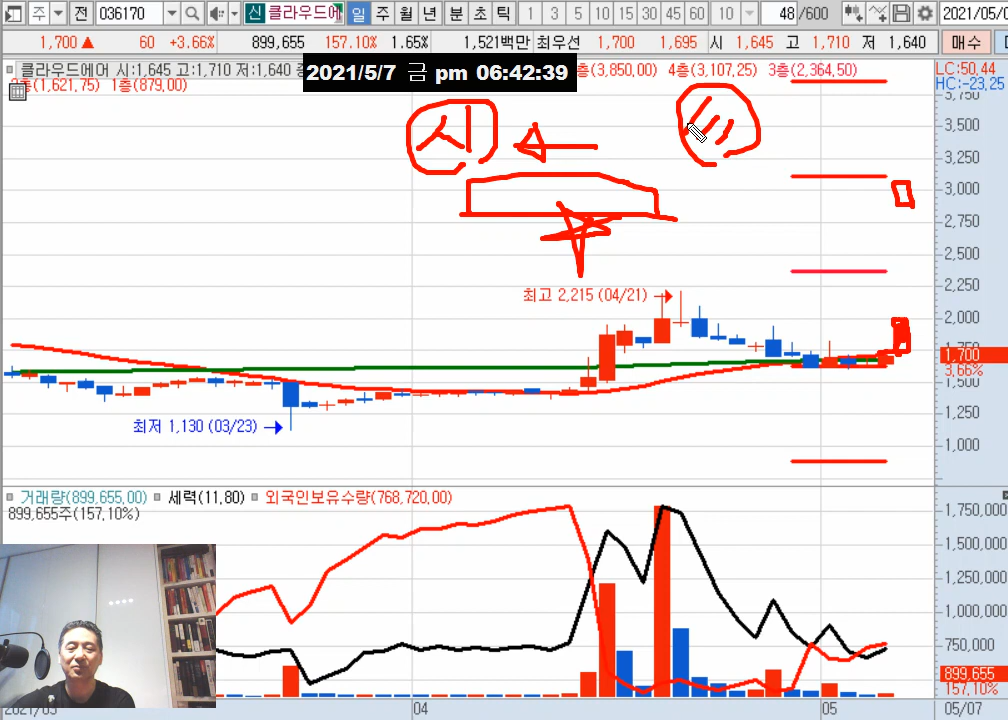 주 전 036170 신 클라우드에 일 주 월 년 분 초 틱 1 3 5 10 15 30 45 60 10 48 /600 2021/05/0
1,700 ▲ 60 +3.66% 899,655 157.10% 1.65% 1,521백만 최우선 1,700 1,695 시 1,645 고 1,710 저 1,640 매수
클라우드에어 시:1,645 고:1,710 저:1,640 종
2021/5/7 금 pm 06:42:39
층(3,850,00) 4층(3,107,25) 3층(2,364,50)
층(1,621,75) 1층(879,00)
LC:50,44
HC:-23,25
시
3,750
3,500
3,250
3,000
2,750
2,500
2,250
2,000
1,750
1,700
3,66%
1,500
1,250
1,000
최고 2,215 (04/21)
최저 1,130 (03/23)
거래량(899,655,00) 세력(11,80) 외국인보유수량(768,720,00)
899,655주(157,10%)
1,750,000
1,500,000
1,250,000
1,000,000
750,000
899,655
157,10%
2021/03 04 05 05/07